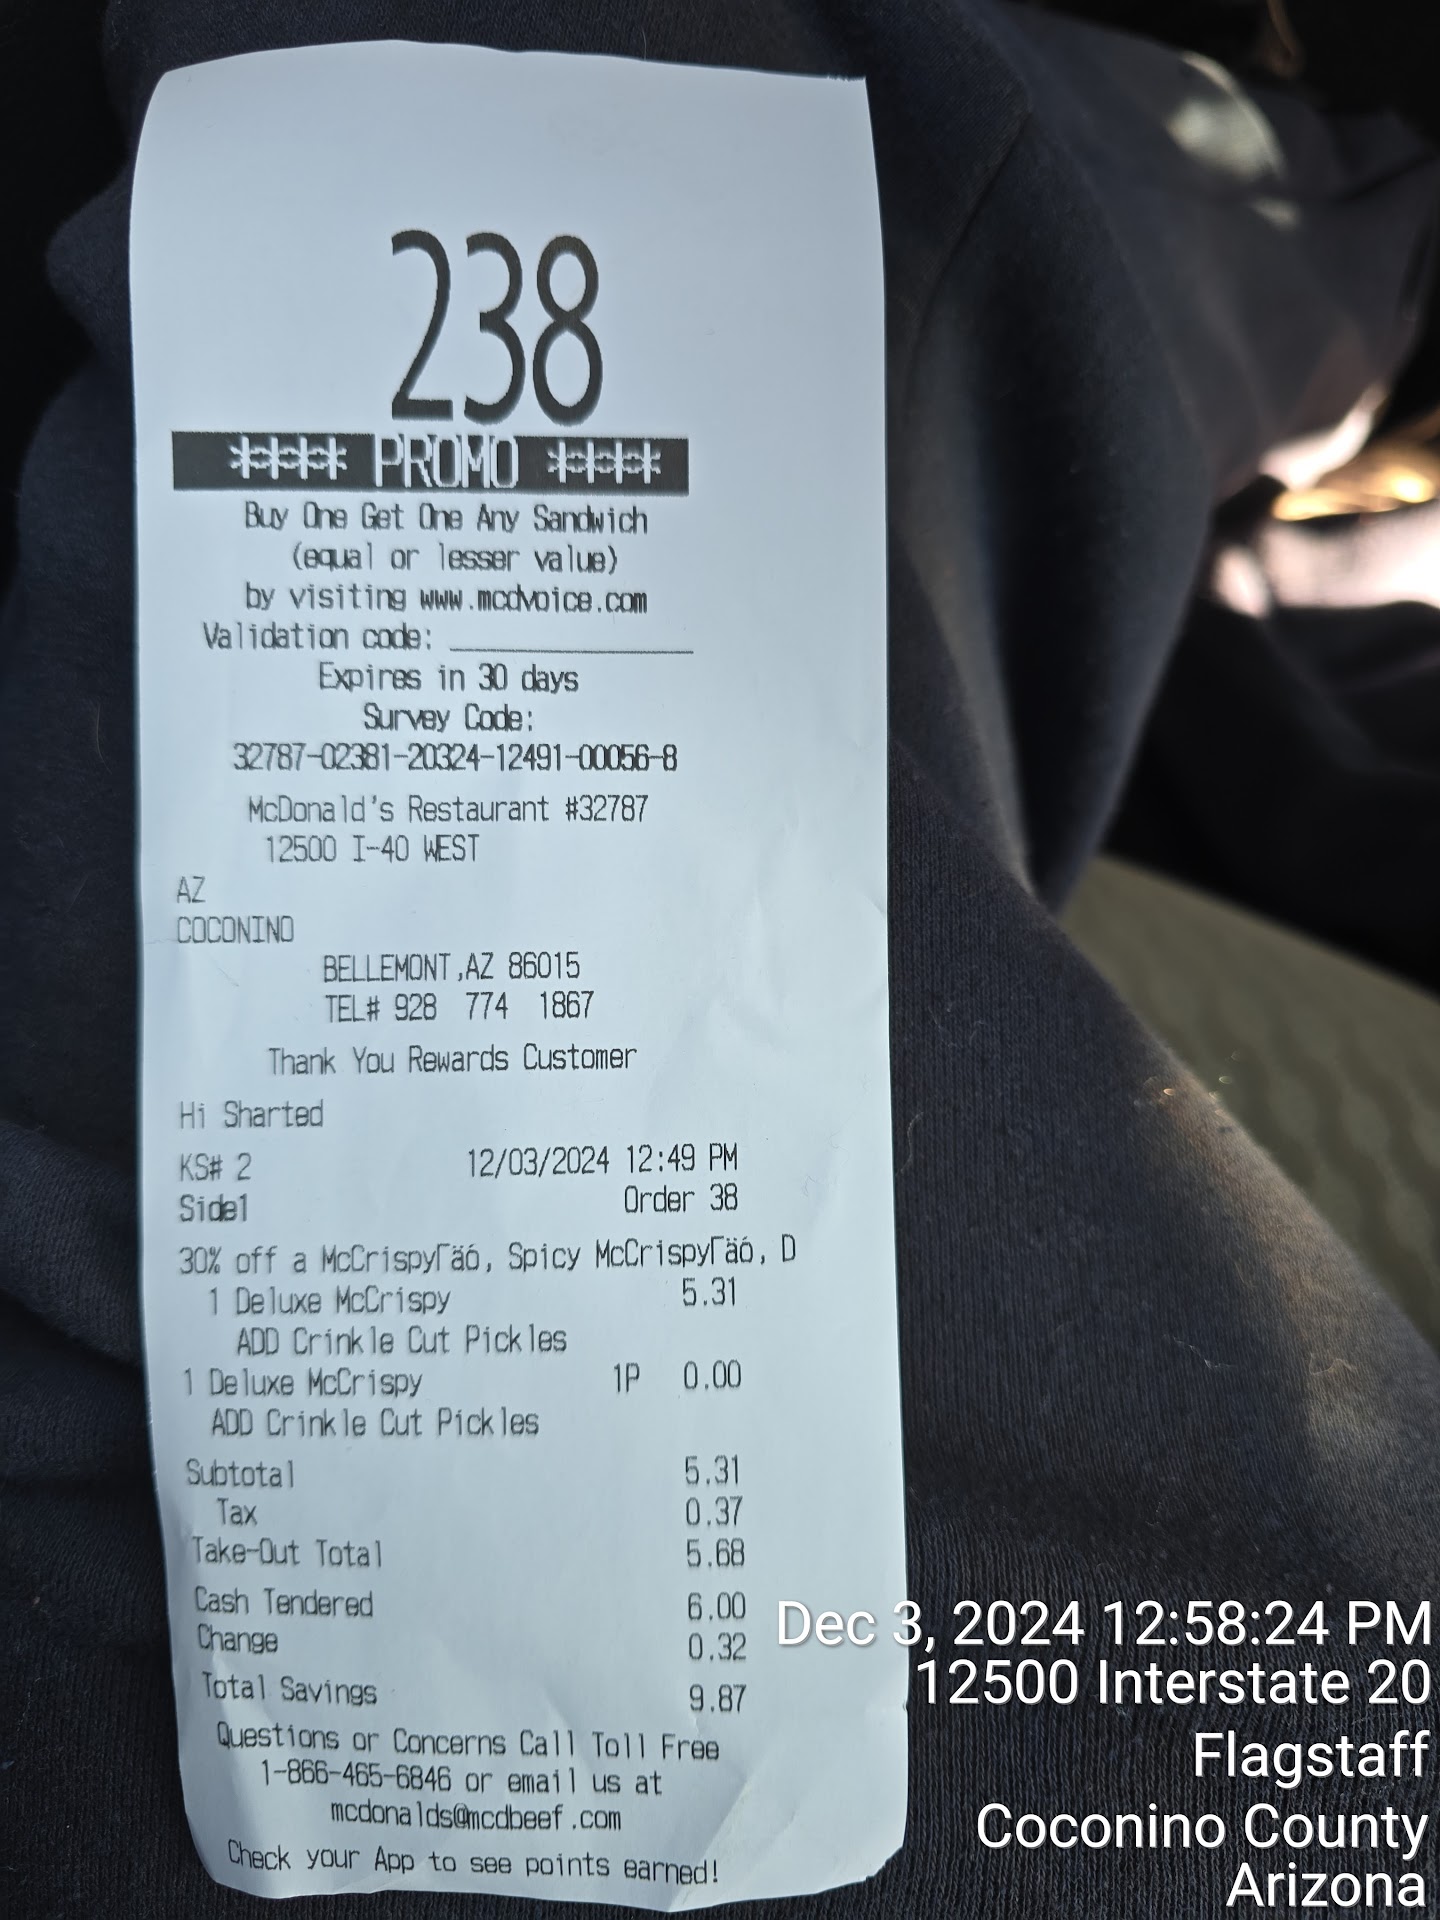 238
**** PROMO ****
Buy One Get One Any Sandwich
(equal or lesser value)
by visiting www.mcdvoice.com
Validation code: ____________
Expires in 30 days
Survey Code:
32787-02381-20324-12491-00056-8
McDonald's Restaurant #32787
12500 I-40 WEST
AZ
COCONINO
BELLEMONT,AZ 86015
TEL# 928 774 1867
Thank You Rewards Customer
Hi Sharted
KS# 2 12/03/2024 12:49 PM
Side1 Order 38
30% off a McCrispyΓäó, Spicy McCrispyΓäó, D
1 Deluxe McCrispy 5.31
ADD Crinkle Cut Pickles
1 Deluxe McCrispy 1P 0.00
ADD Crinkle Cut Pickles
Subtotal 5.31
Tax 0.37
Take-Out Total 5.68
Cash Tendered 6.00
Change 0.32
Total Savings 9.87
Questions or Concerns Call Toll Free
1-866-465-6846 or email us at
mcdonalds@mcdbeef.com
Check your App to see points earned!
Dec 3, 2024 12:58:24 PM
12500 Interstate 20
Flagstaff
Coconino County
Arizona